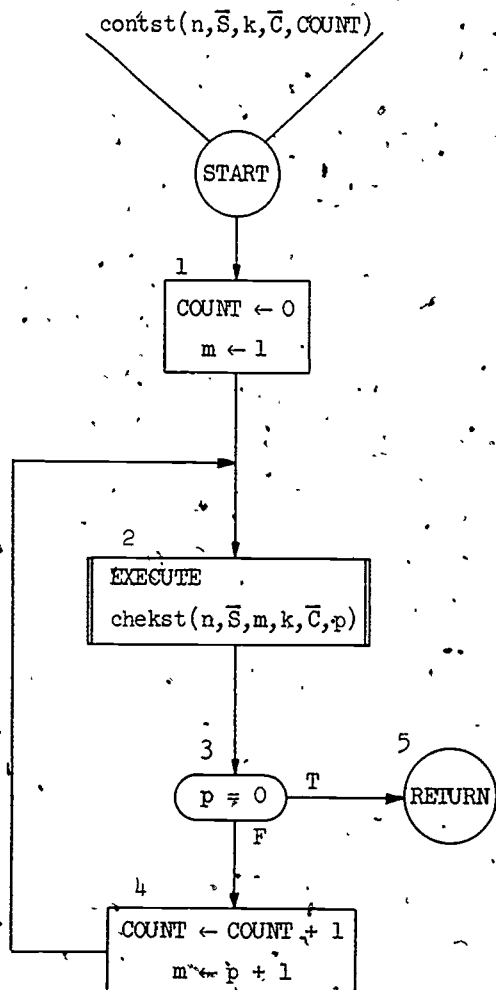 contst(n,S̅,k,C̅,COUNT)
START
1
COUNT ← 0
m ← 1
2
EXECUTE
chekst(n,S̅,m,k,C̅,p)
3
p = 0
T
5
RETURN
F
4
COUNT ← COUNT + 1
m ← p + 1